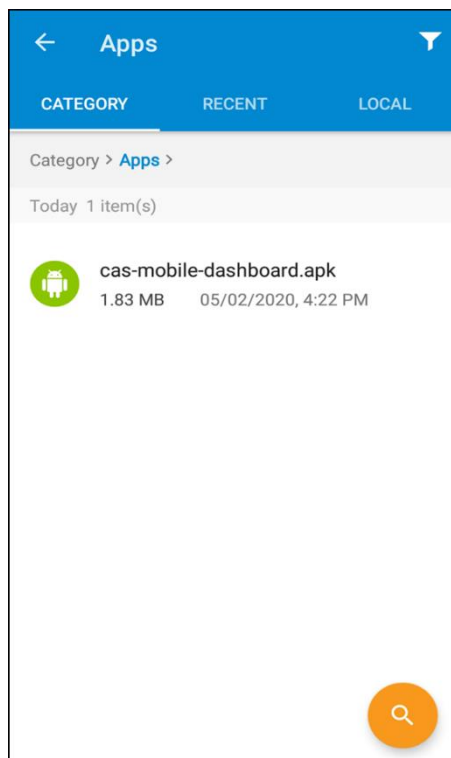 Apps
CATEGORY RECENT LOCAL
Category > Apps >
Today 1 item(s)
cas-mobile-dashboard.apk
1.83 MB 05/02/2020, 4:22 PM